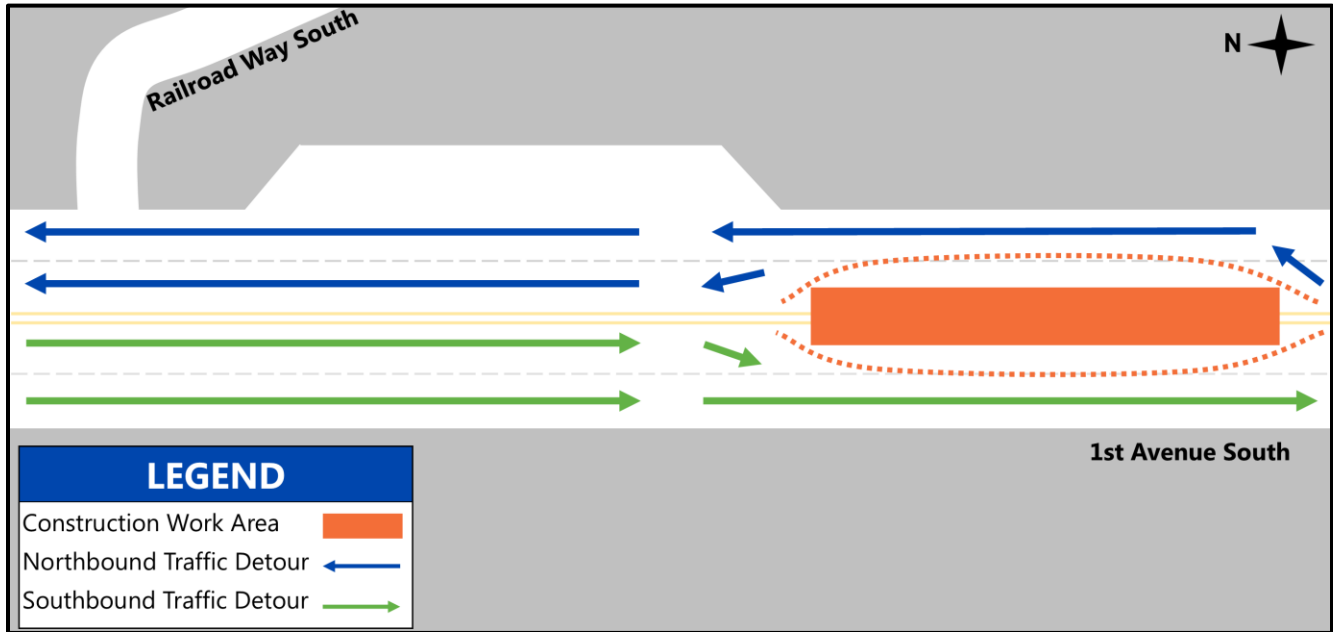 Railroad Way South
N
1st Avenue South
LEGEND
Construction Work Area
Northbound Traffic Detour
Southbound Traffic Detour